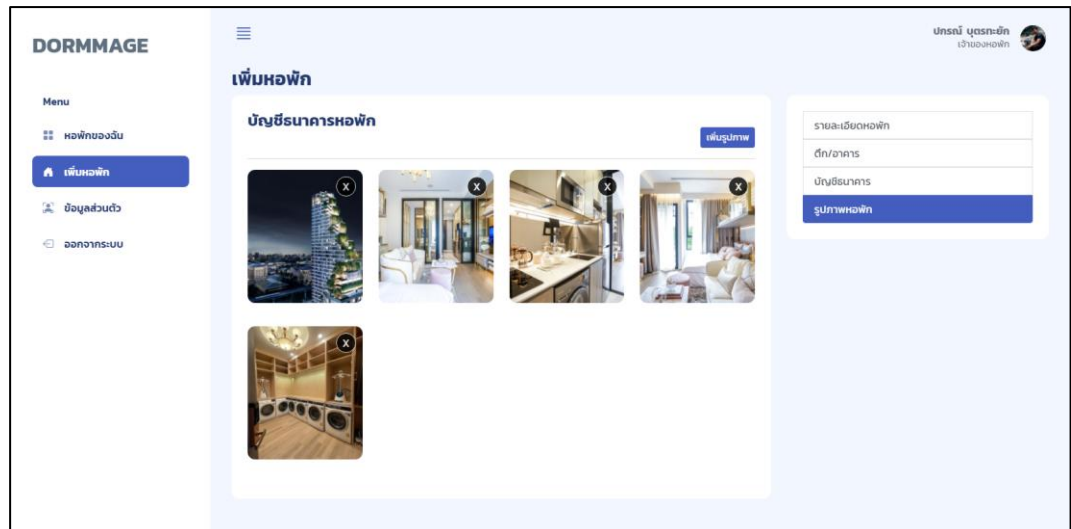 DORMMAGE
ปกรณ์ บุตรทะยัก
เจ้าของหอพัก
Menu
หอพักของฉัน
เพิ่มหอพัก
ข้อมูลส่วนตัว
ออกจากระบบ
เพิ่มหอพัก
บัญชีธนาคารหอพัก
เพิ่มรูปภาพ
X X X X
X
รายละเอียดหอพัก
ตึก/อาคาร
บัญชีธนาคาร
รูปภาพหอพัก